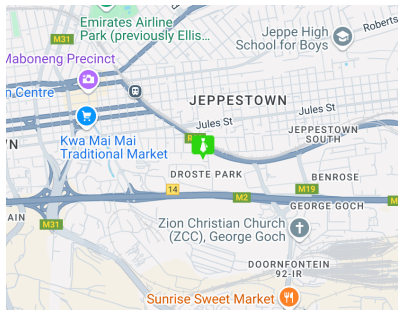 Emirates Airline
Park (previously Ellis...
Roberts
M31
Jeppe High
School for Boys
Maboneng Precinct
n Centre
JEPPESTOWN
Jules St
Jules St
Kwa Mai Mai
Traditional Market
R
JEPPESTOWN
SOUTH
WN
DROSTE PARK
BENROSE
14
M19
M2
M
GEORGE GOCH
AIN
M31
Zion Christian Church
(ZCC), George Goch
DOORNFONTEIN
92-IR
Sunrise Sweet Market